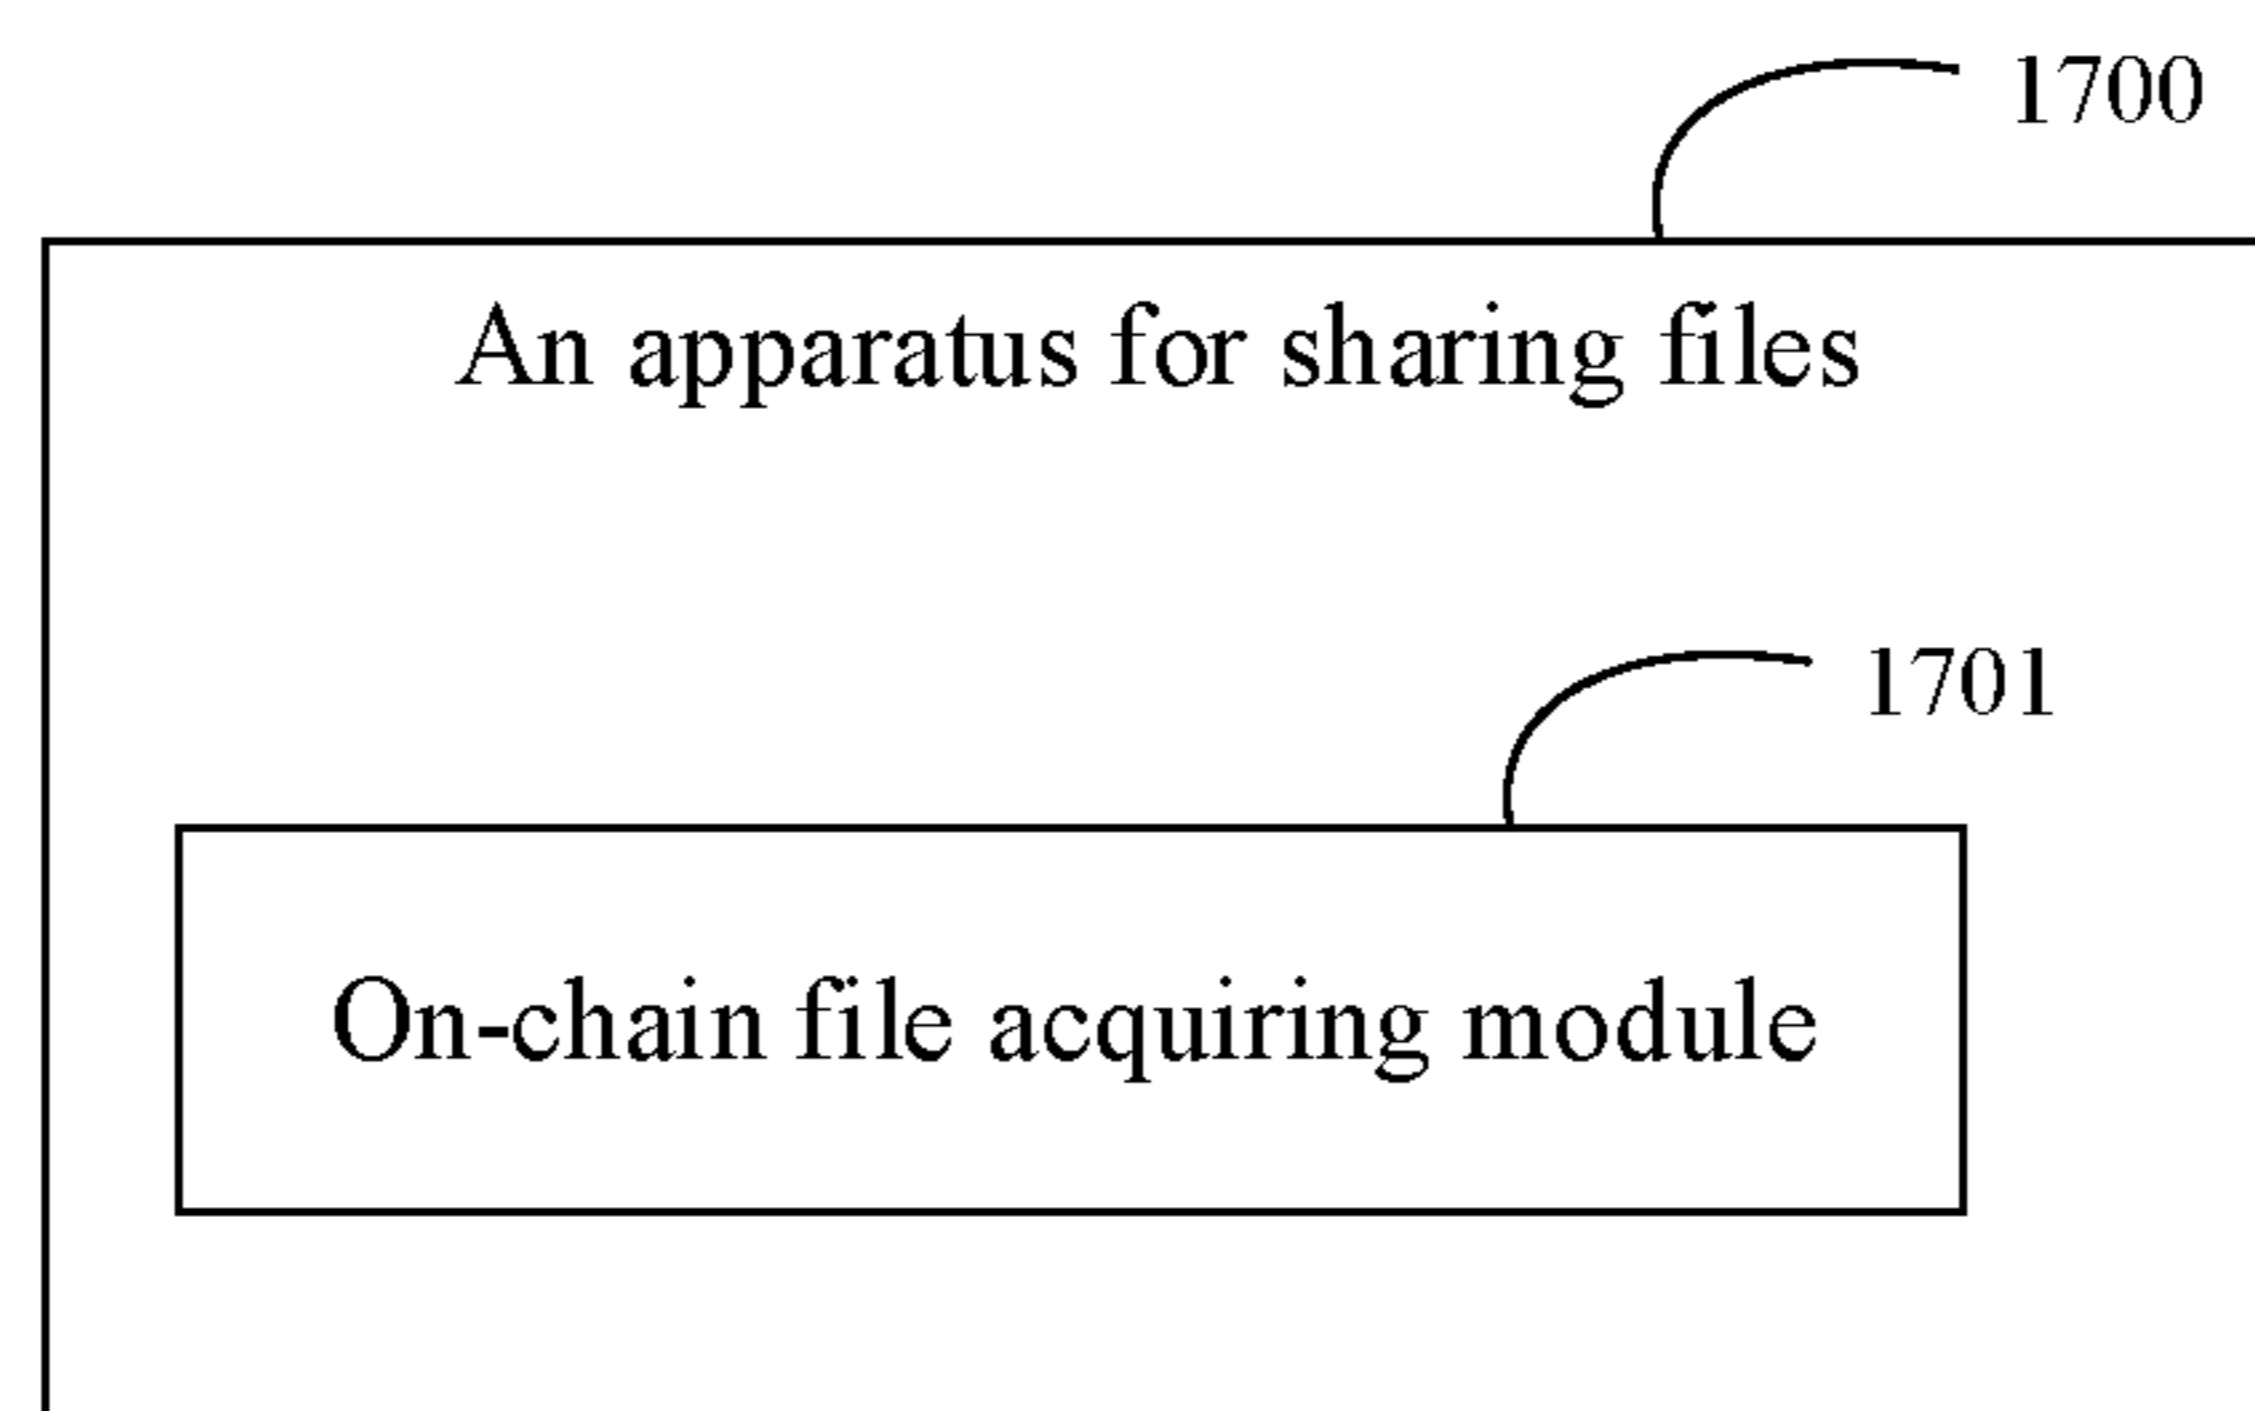 1700
An apparatus for sharing files
1701
On-chain file acquiring module